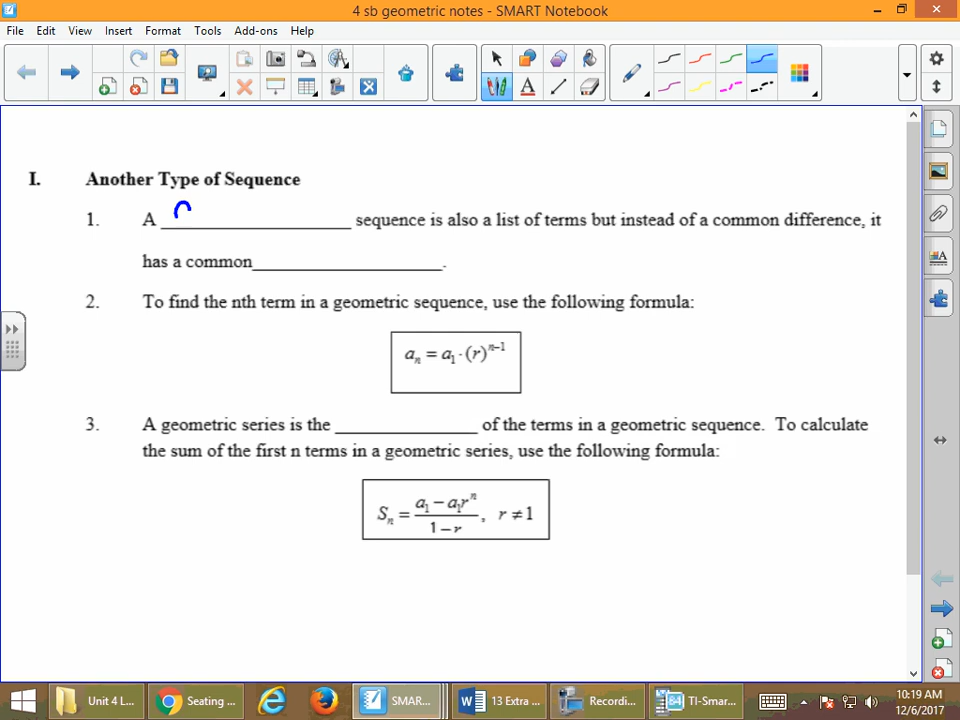 4 sb geometric notes - SMART Notebook
File Edit View Insert Format Tools Add-ons Help
I. Another Type of Sequence
1. A ____________________ sequence is also a list of terms but instead of a common difference, it
has a common____________________.
2. To find the nth term in a geometric sequence, use the following formula:
aₙ = a₁ · (r)ⁿ⁻¹
3. A geometric series is the _______________ of the terms in a geometric sequence. To calculate
the sum of the first n terms in a geometric series, use the following formula:
Sₙ = (a₁ − a₁rⁿ)/(1 − r), r ≠ 1
Unit 4 L... Seating ... SMAR... 13 Extra ... Recordi... TI-Smar...
10:19 AM
12/6/2017